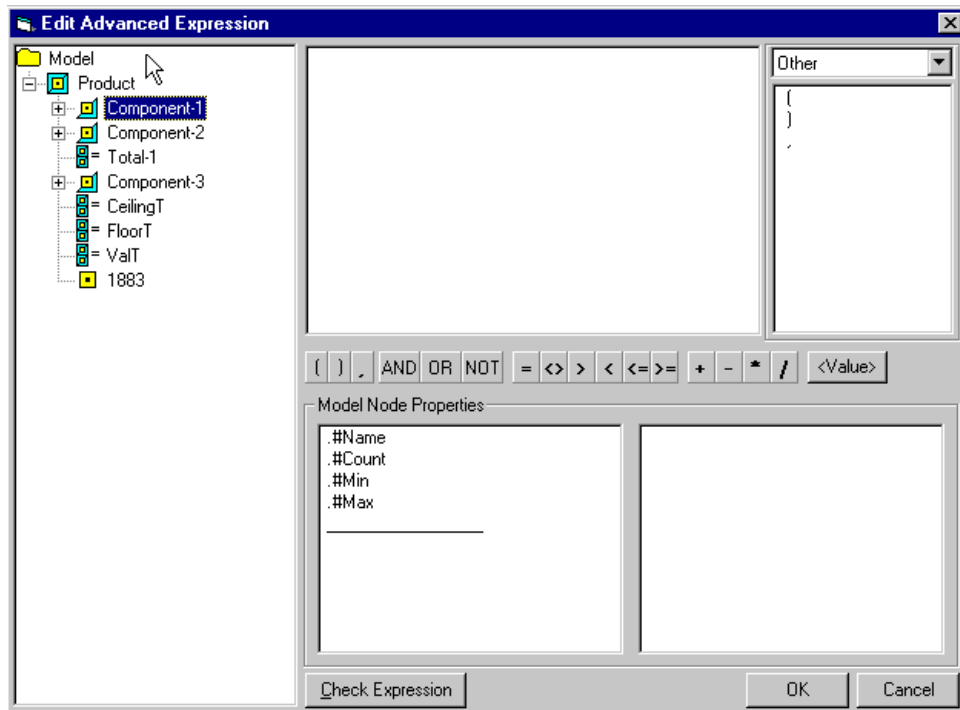 Edit Advanced Expression
Model
Product
Component-1
Component-2
= Total-1
Component-3
= CeilingT
= FloorT
= ValT
1883
Other
(
)
,
( ) , AND OR NOT = <> > < <= >= + - * / <Value>
Model Node Properties
.#Name
.#Count
.#Min
.#Max
Check Expression
OK
Cancel